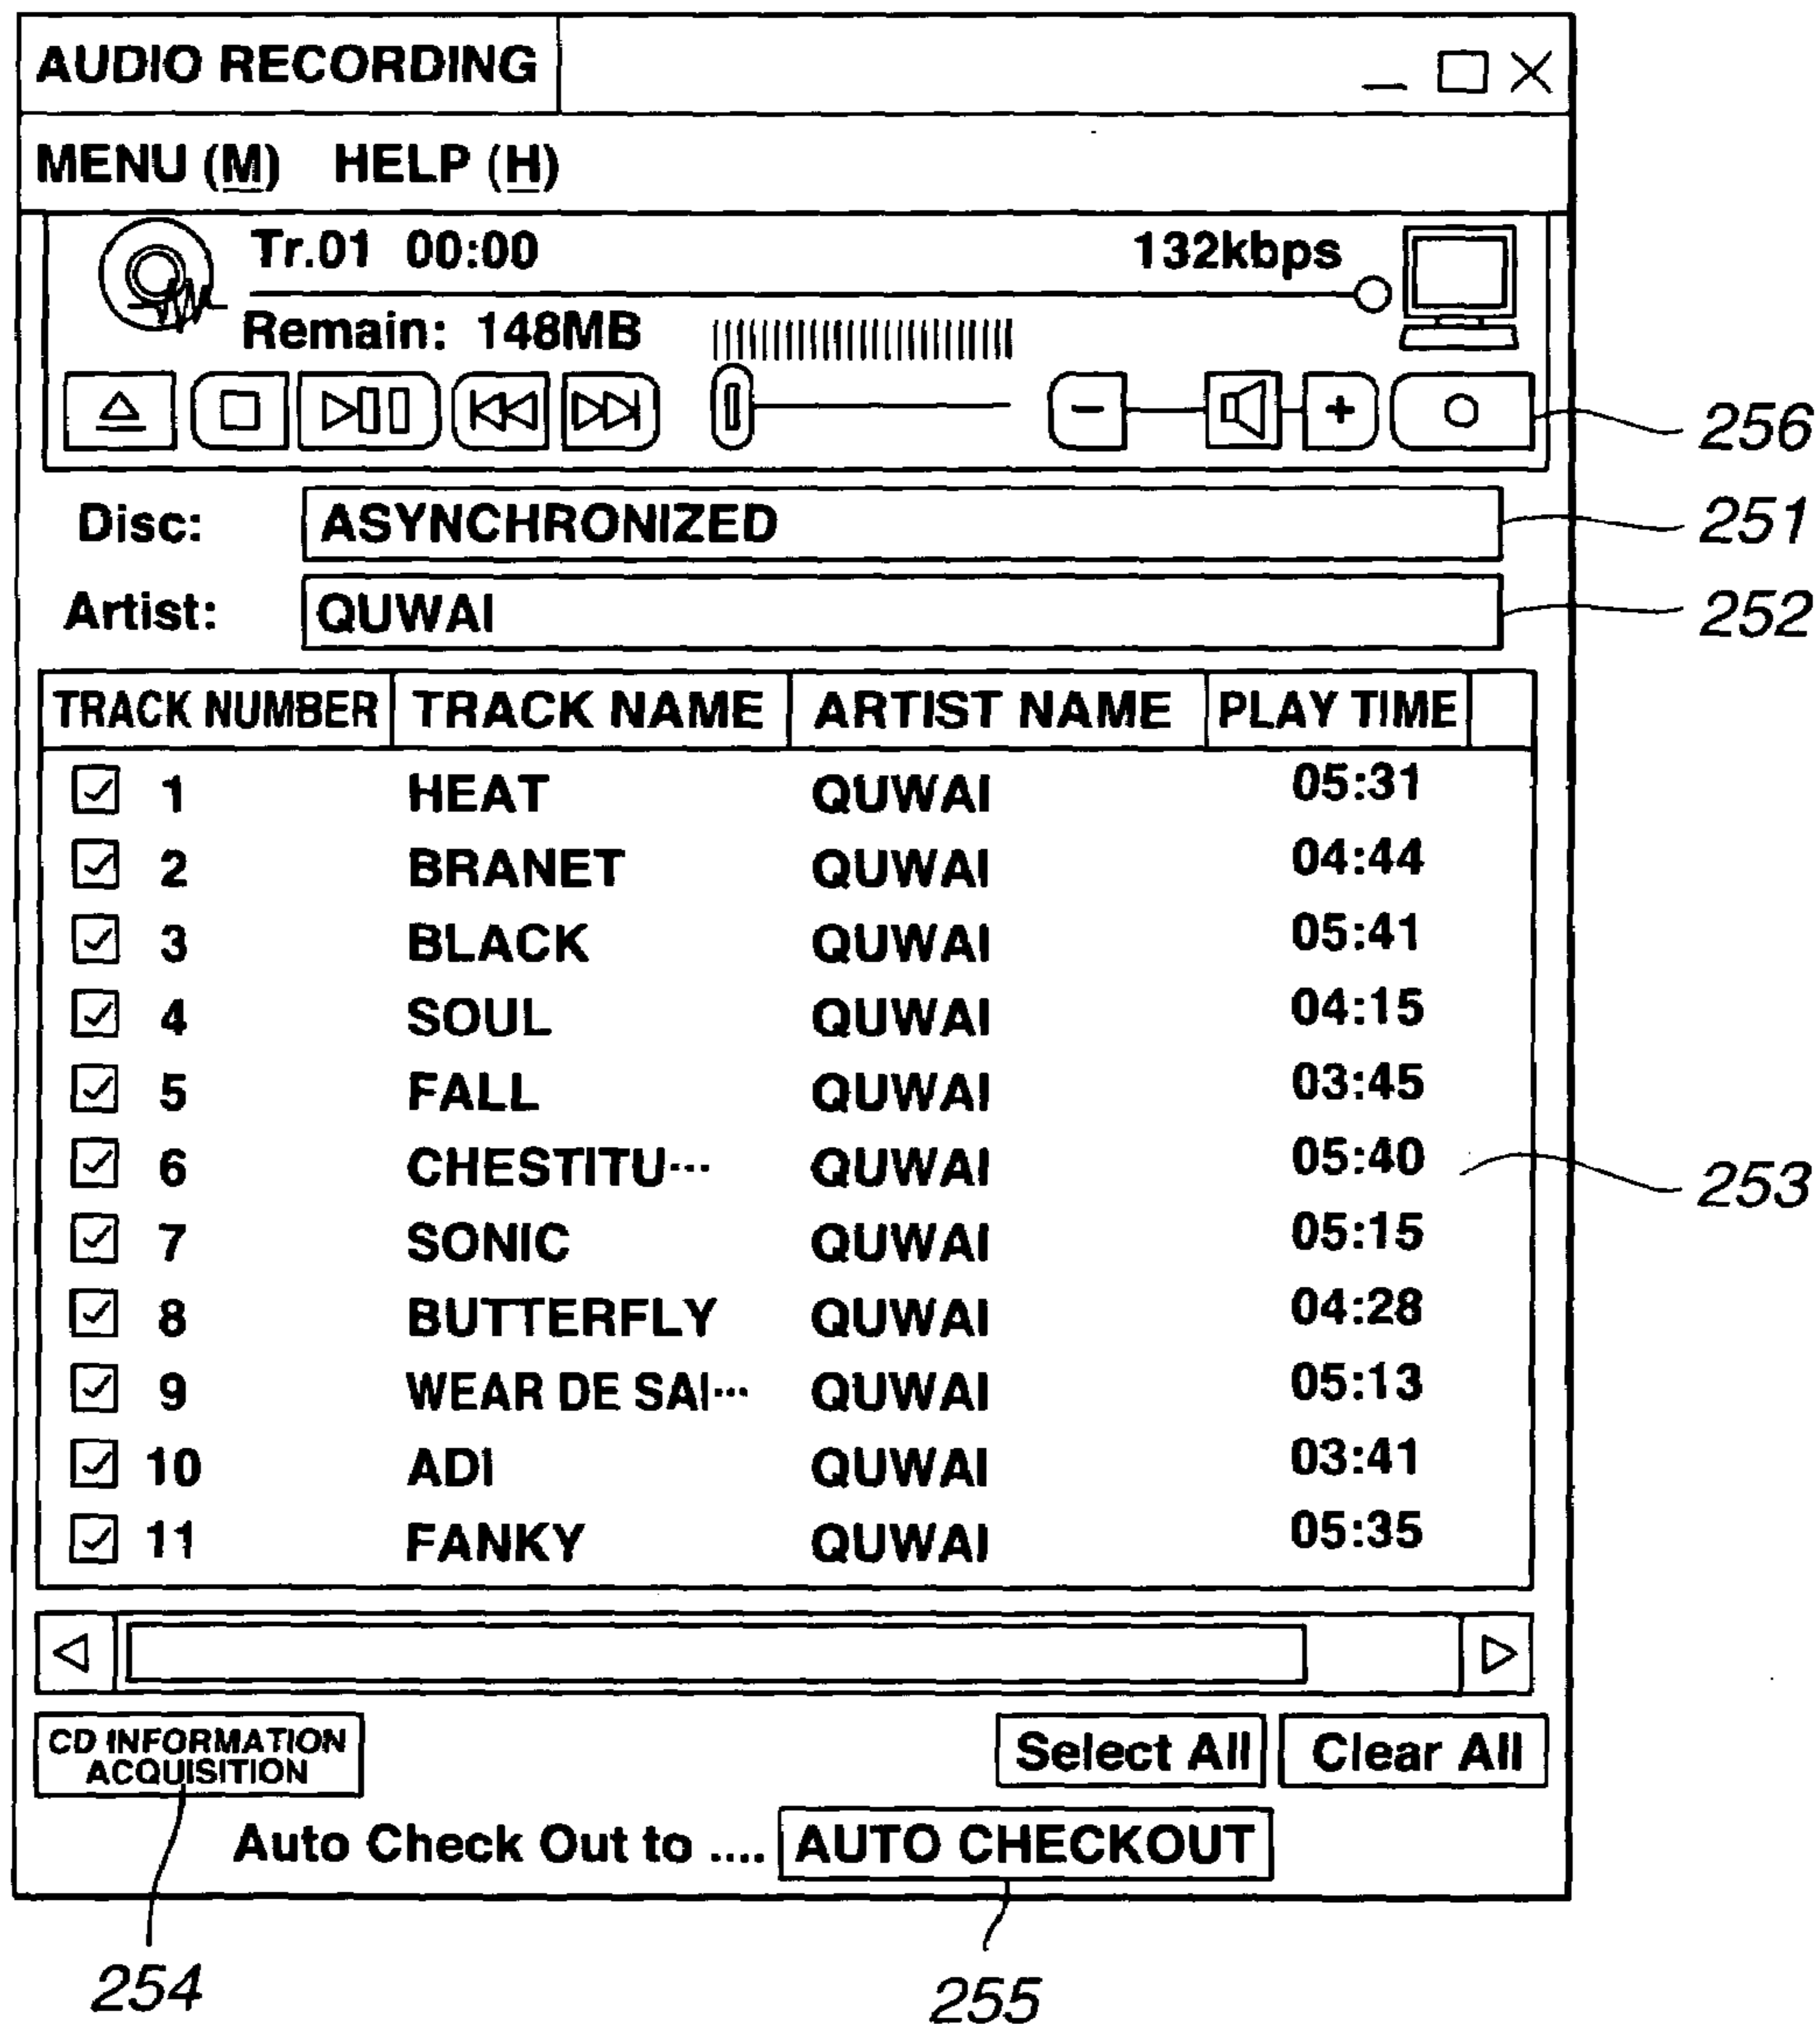 AUDIO RECORDING
MENU (M) HELP (H)
Tr.01 00:00 132kbps
Remain: 148MB
256
Disc: ASYNCHRONIZED 251
Artist: QUWAI 252
TRACK NUMBER TRACK NAME ARTIST NAME PLAY TIME
1 HEAT QUWAI 05:31
2 BRANET QUWAI 04:44
3 BLACK QUWAI 05:41
4 SOUL QUWAI 04:15
5 FALL QUWAI 03:45
6 CHESTITU... QUWAI 05:40
253
7 SONIC QUWAI 05:15
8 BUTTERFLY QUWAI 04:28
9 WEAR DE SAI... QUWAI 05:13
10 ADI QUWAI 03:41
11 FANKY QUWAI 05:35
CD INFORMATION
ACQUISITION
Select All Clear All
Auto Check Out to .... AUTO CHECKOUT
254 255